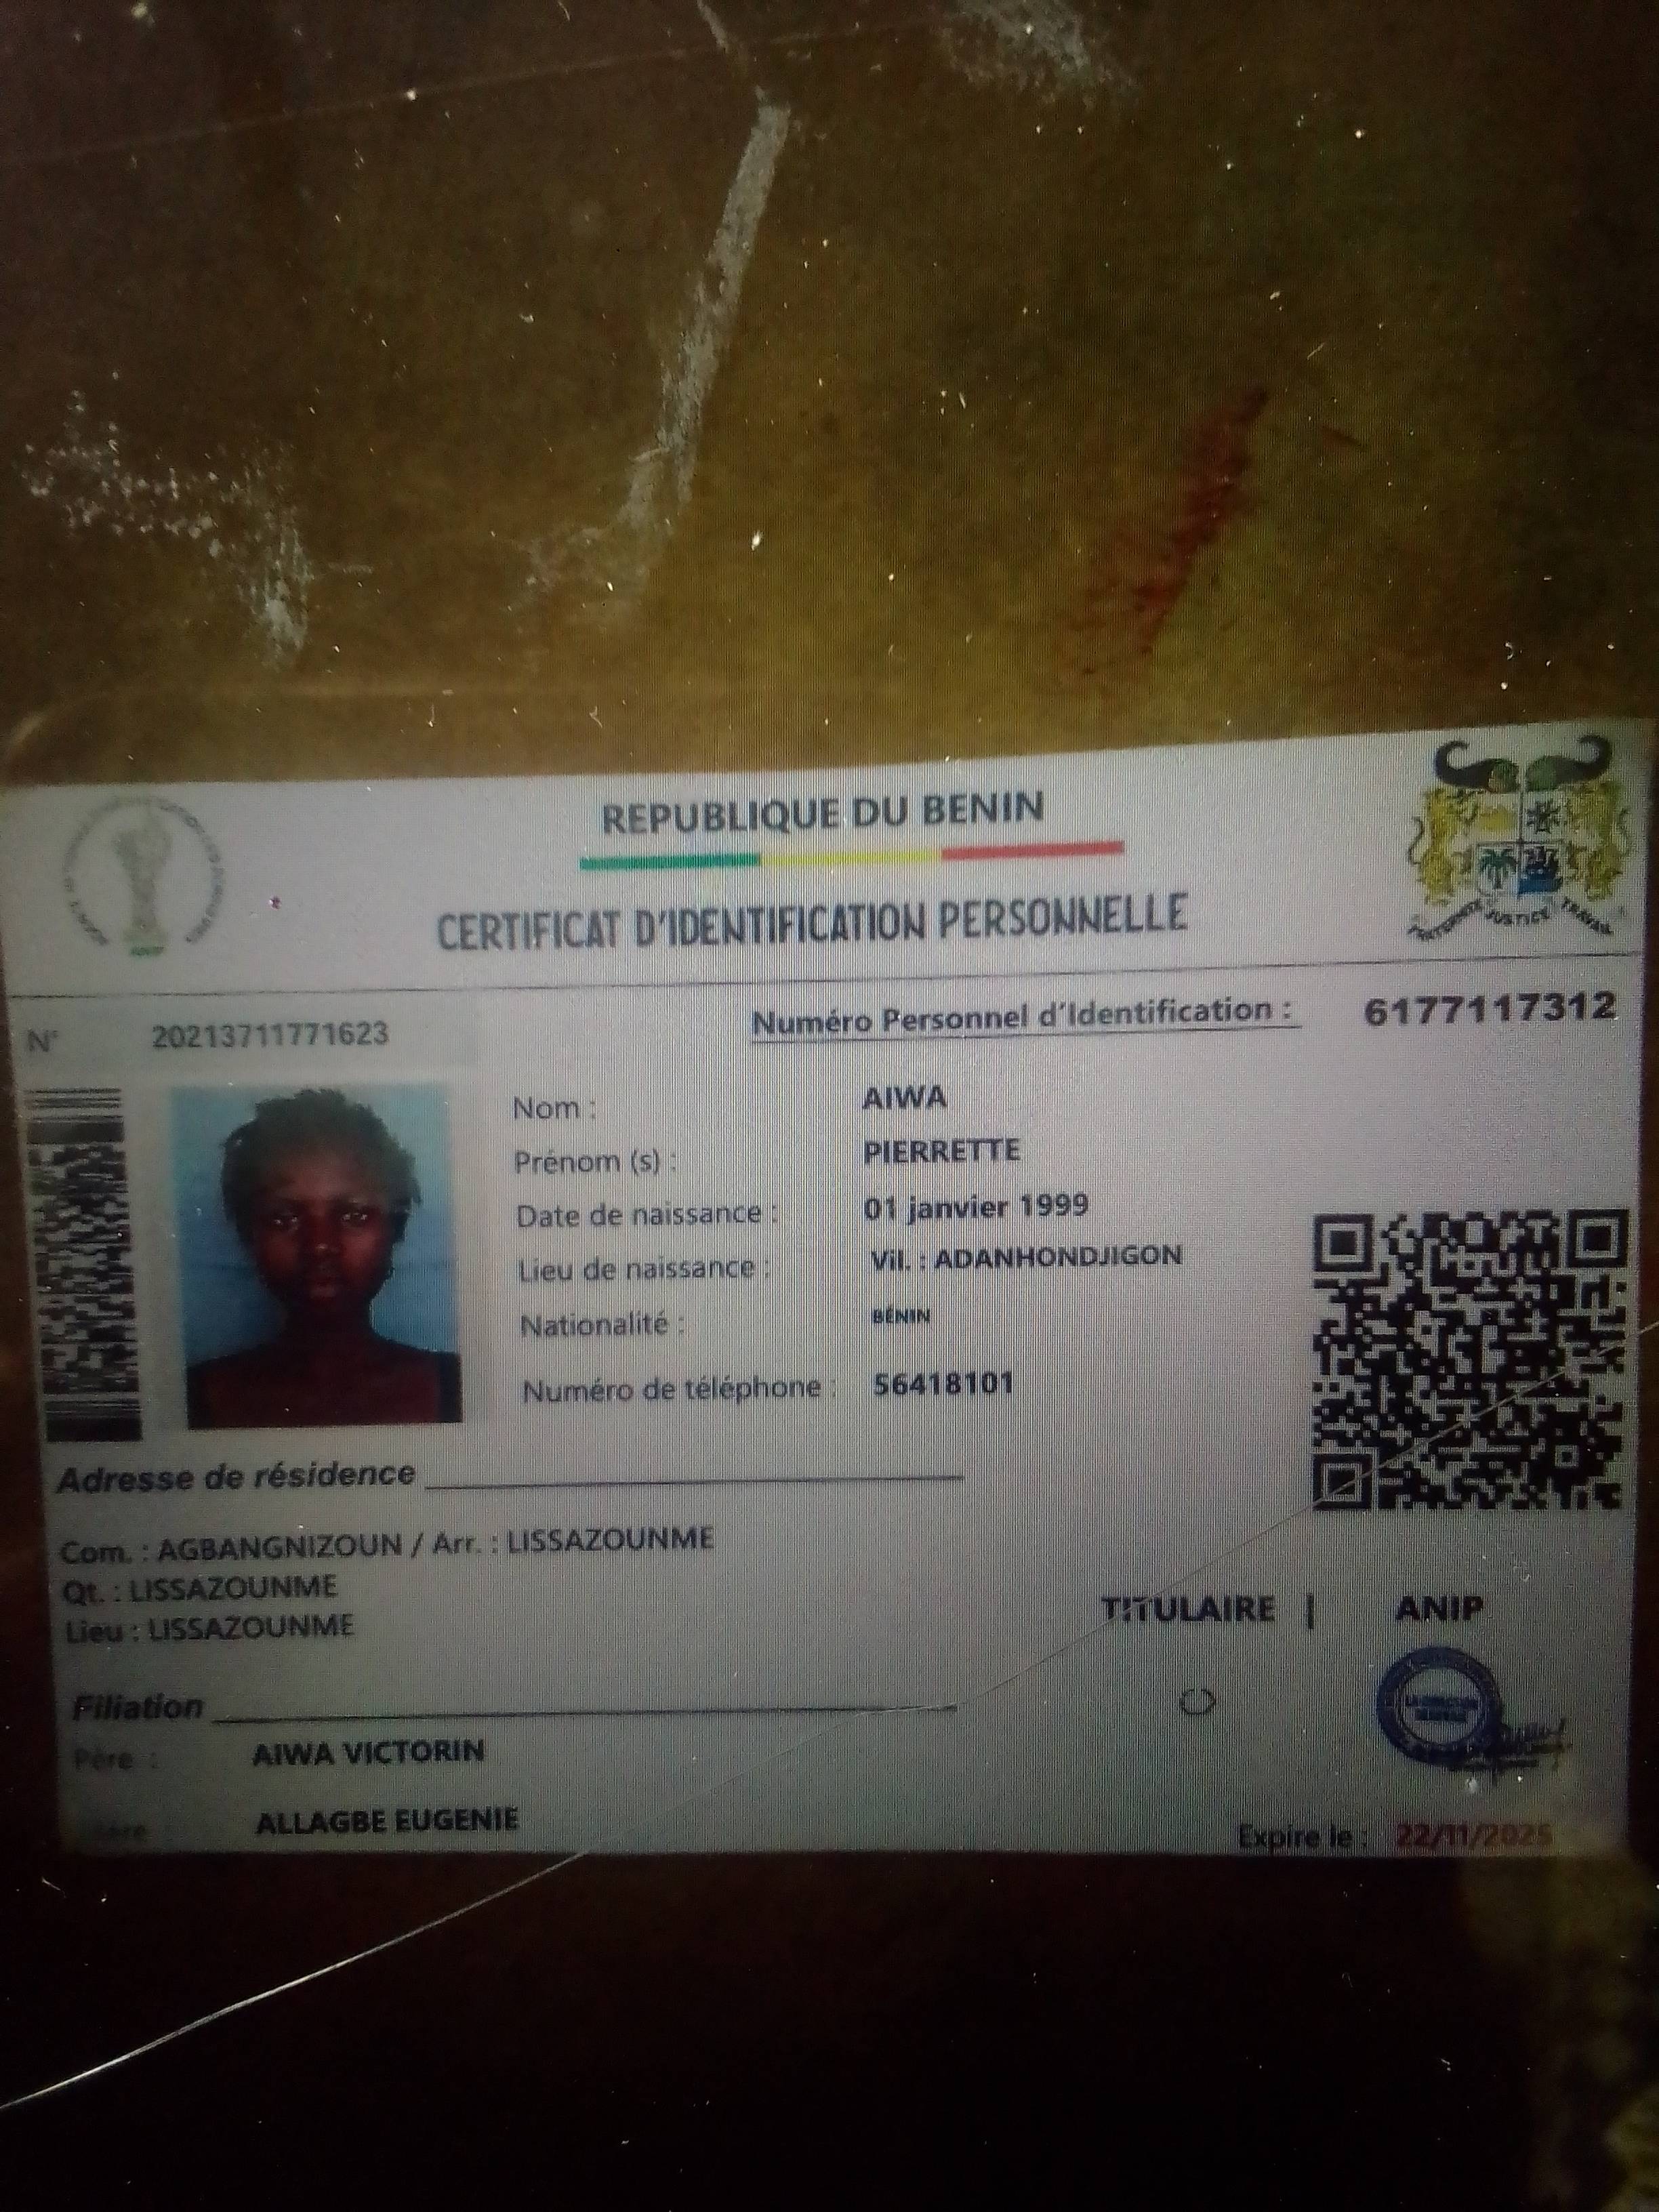 REPUBLIQUE DU BENIN
CERTIFICAT D'IDENTIFICATION PERSONNELLE
FRATERNITE JUSTICE TRAVAIL
N° 20213711771623
Numéro Personnel d'Identification : 6177117312
Nom : AIWA
Prénom (s) : PIERRETTE
Date de naissance : 01 janvier 1999
Lieu de naissance : Vil. : ADANHONDJIGON
Nationalité : BÉNIN
Numéro de téléphone : 56418101
Adresse de résidence
Com. : AGBANGNIZOUN / Arr. : LISSAZOUNME
Qt. : LISSAZOUNME
Lieu : LISSAZOUNME
TITULAIRE | ANIP
Filiation
Père : AIWA VICTORIN
ALLAGBE EUGENIE
Expire le : 22/11/2025